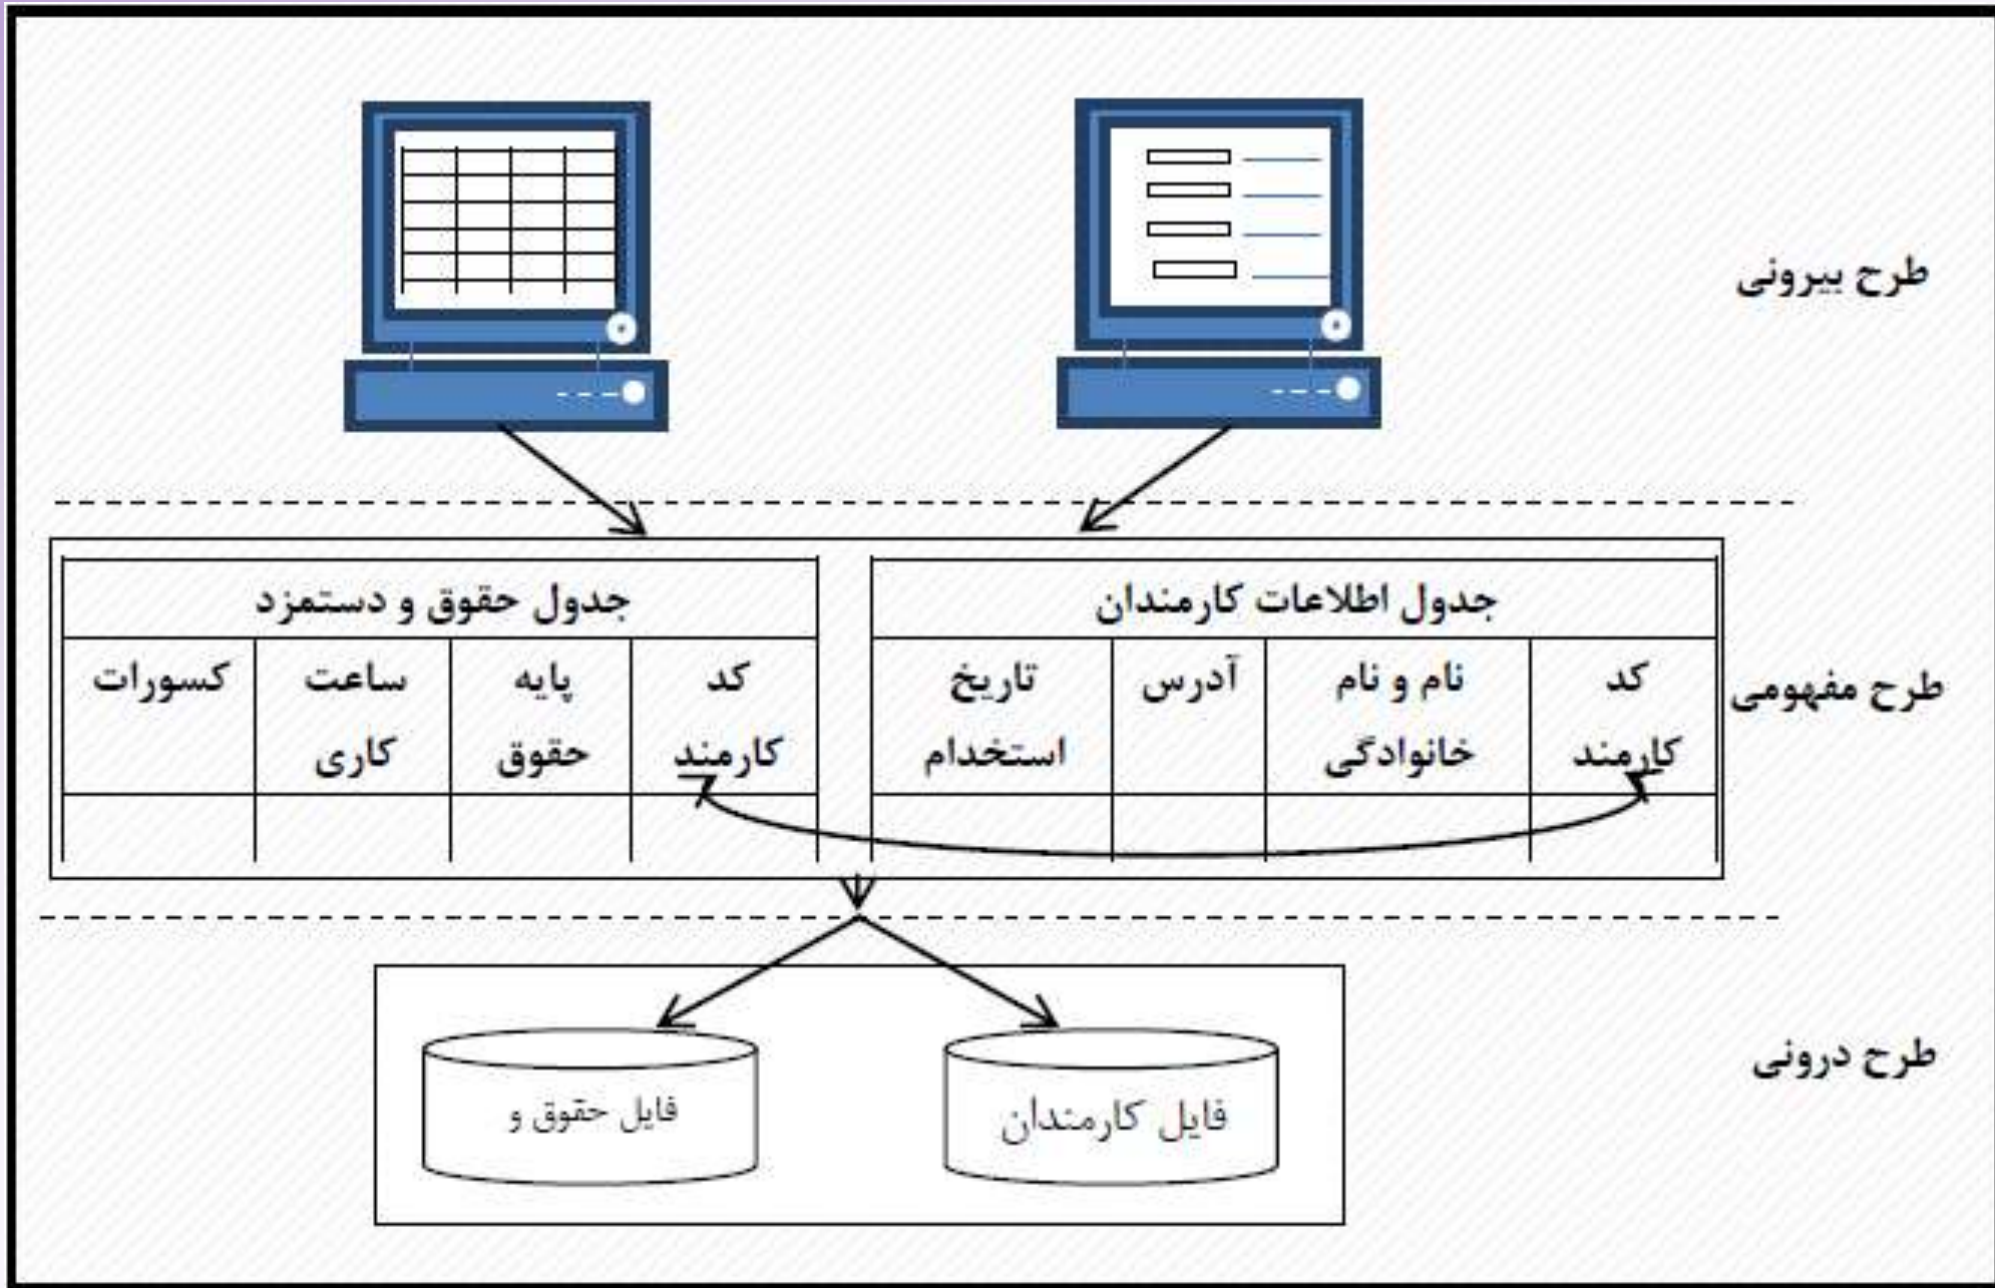 طرح بیرونی
جدول اطلاعات کارمندان
کد
کارمند
نام و نام
خانوادگی
آدرس
تاریخ
استخدام
جدول حقوق و دستمزد
کد
کارمند
پایه
حقوق
ساعت
کاری
کسورات
طرح مفهومی
فایل کارمندان
فایل حقوق و
طرح درونی